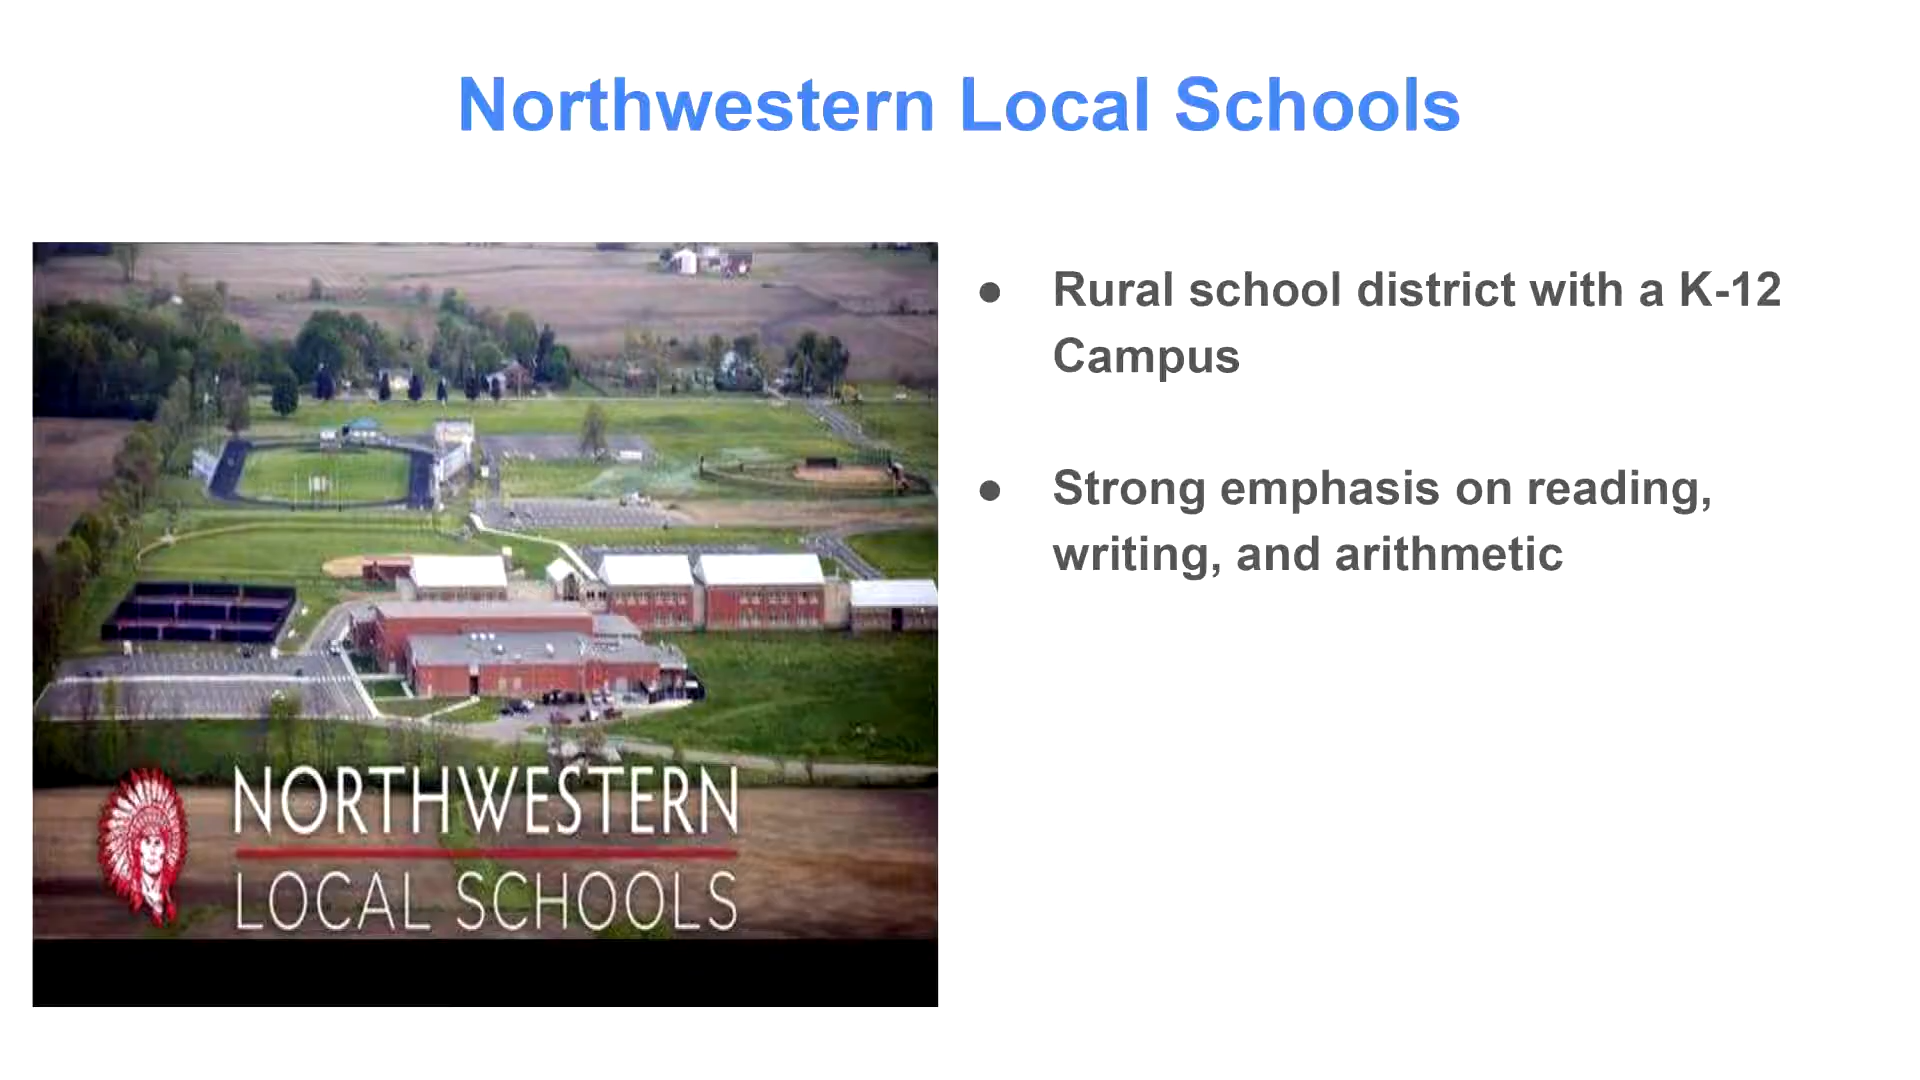 Northwestern Local Schools
● Rural school district with a K-12
Campus
● Strong emphasis on reading,
writing, and arithmetic
NORTHWESTERN
LOCAL SCHOOLS